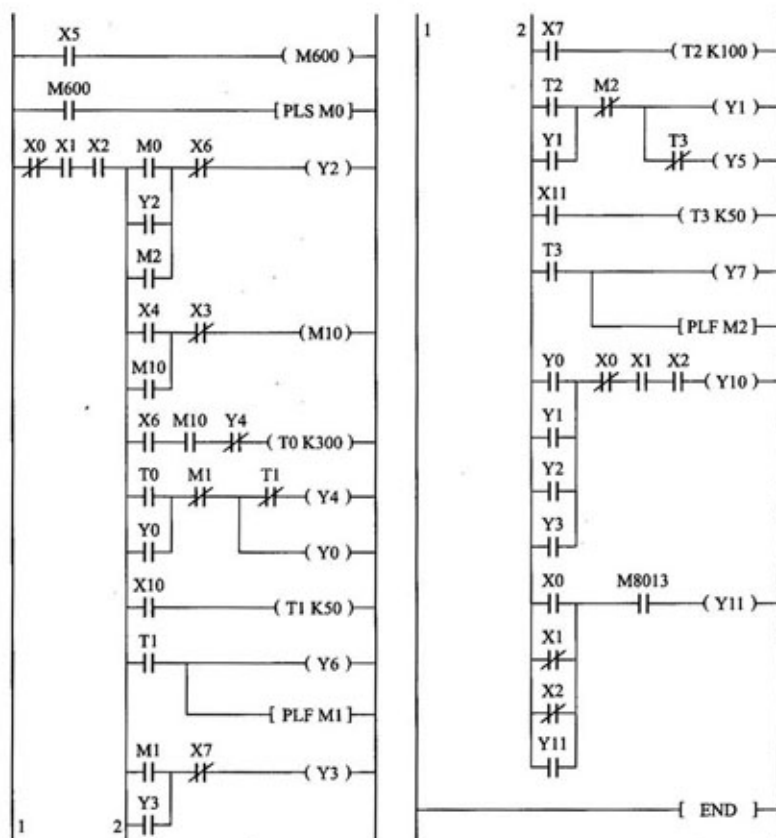 X5
( M600 )
M600
[ PLS M0 ]
X0 X1 X2 M0 X6
( Y2 )
Y2
M2
X4 X3
( M10 )
M10
X6 M10 Y4
( T0 K300 )
T0 M1 T1
( Y4 )
Y0
( Y0 )
X10
( T1 K50 )
T1
( Y6 )
[ PLF M1 ]
M1 X7
( Y3 )
Y3
1 2
1 2
X7
( T2 K100 )
T2 M2
( Y1 )
Y1 T3
( Y5 )
X11
( T3 K50 )
T3
( Y7 )
[ PLF M2 ]
Y0 X0 X1 X2
( Y10 )
Y1
Y2
Y3
X0 M8013
( Y11 )
X1
X2
Y11
[ END ]